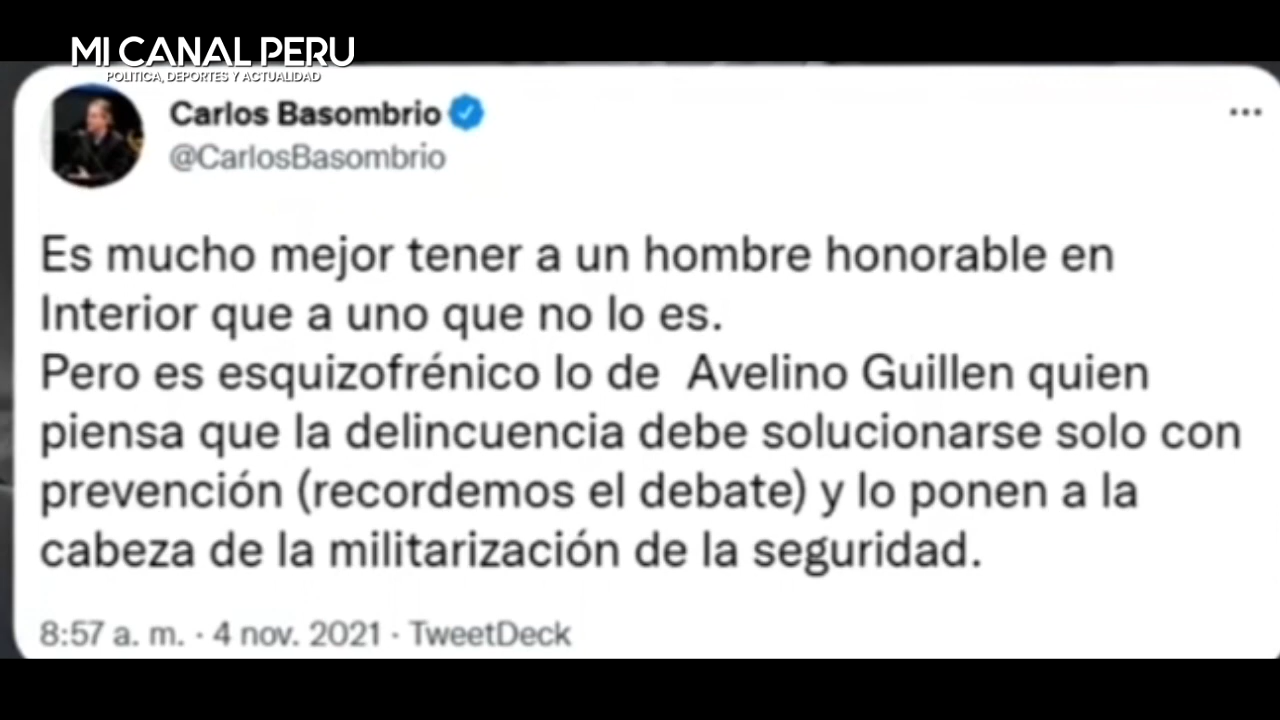 MI CANAL PERU
POLITICA, DEPORTES Y ACTUALIDAD
Carlos Basombrio
@CarlosBasombrio
Es mucho mejor tener a un hombre honorable en
Interior que a uno que no lo es.
Pero es esquizofrénico lo de Avelino Guillen quien
piensa que la delincuencia debe solucionarse solo con
prevención (recordemos el debate) y lo ponen a la
cabeza de la militarización de la seguridad.
8:57 a. m. · 4 nov. 2021 · TweetDeck